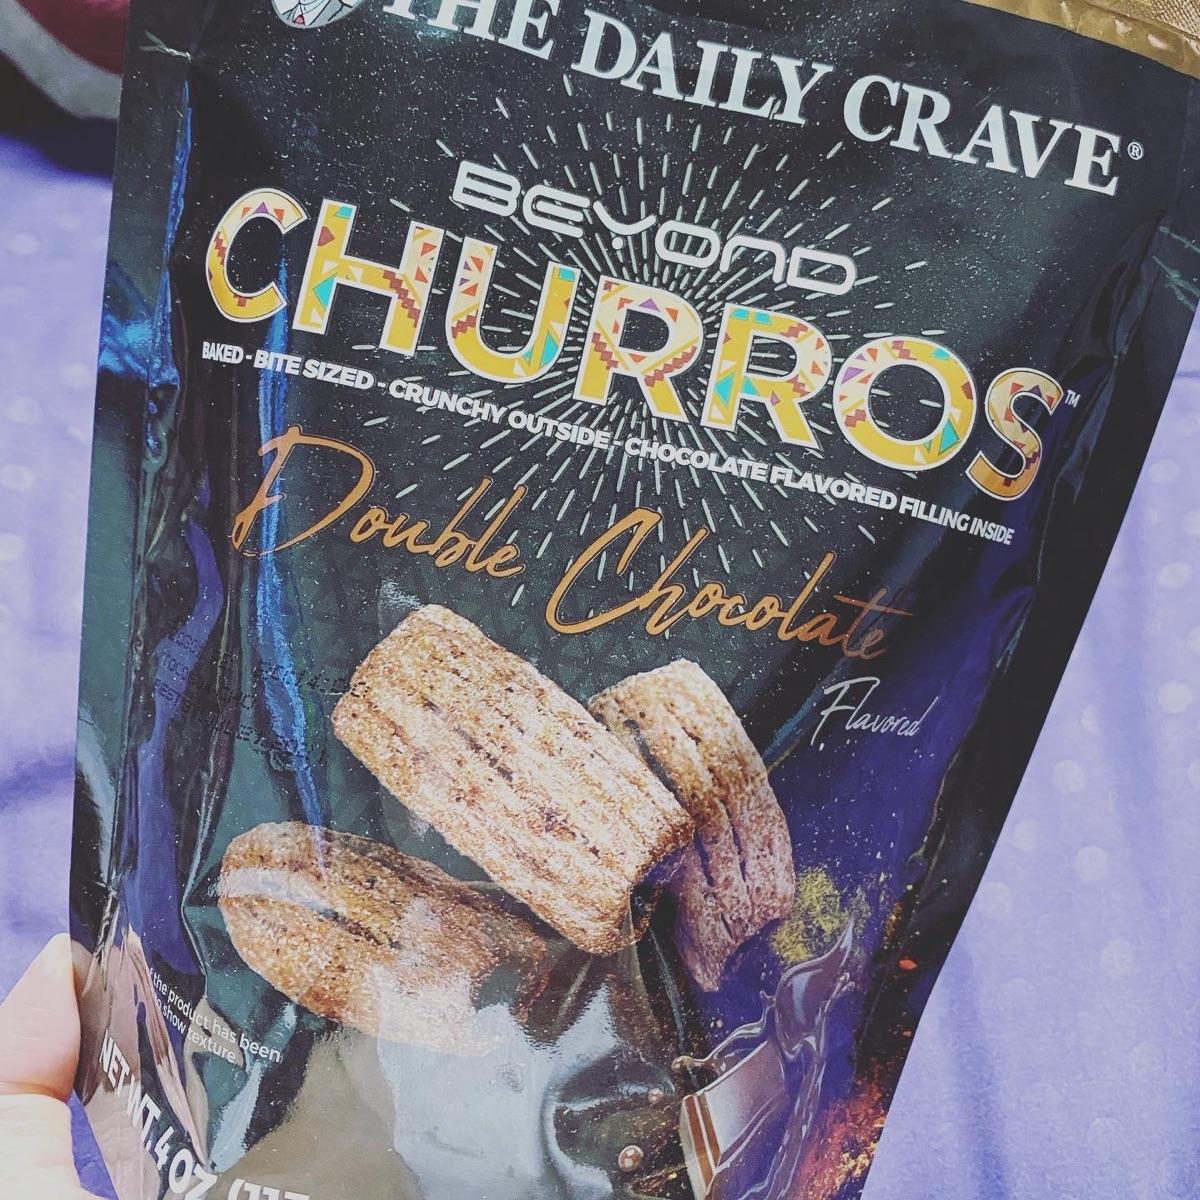 THE DAILY CRAVE®
BEYOND
CHURROS™
BAKED - BITE SIZED - CRUNCHY OUTSIDE - CHOCOLATE FLAVORED FILLING INSIDE
Double Chocolate
Flavored
the product has been
to show texture
NET WT. 4 OZ